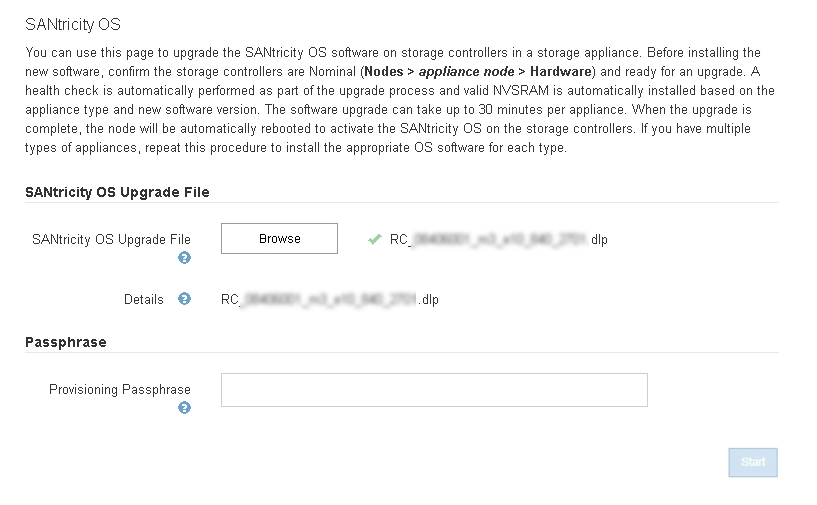 SANtricity OS
You can use this page to upgrade the SANtricity OS software on storage controllers in a storage appliance. Before installing the
new software, confirm the storage controllers are Nominal (Nodes > appliance node > Hardware) and ready for an upgrade. A
health check is automatically performed as part of the upgrade process and valid NVSRAM is automatically installed based on the
appliance type and new software version. The software upgrade can take up to 30 minutes per appliance. When the upgrade is
complete, the node will be automatically rebooted to activate the SANtricity OS on the storage controllers. If you have multiple
types of appliances, repeat this procedure to install the appropriate OS software for each type.
SANtricity OS Upgrade File
SANtricity OS Upgrade File Browse RC_ .dlp
?
Details ? RC_ .dlp
Passphrase
Provisioning Passphrase
?
Start